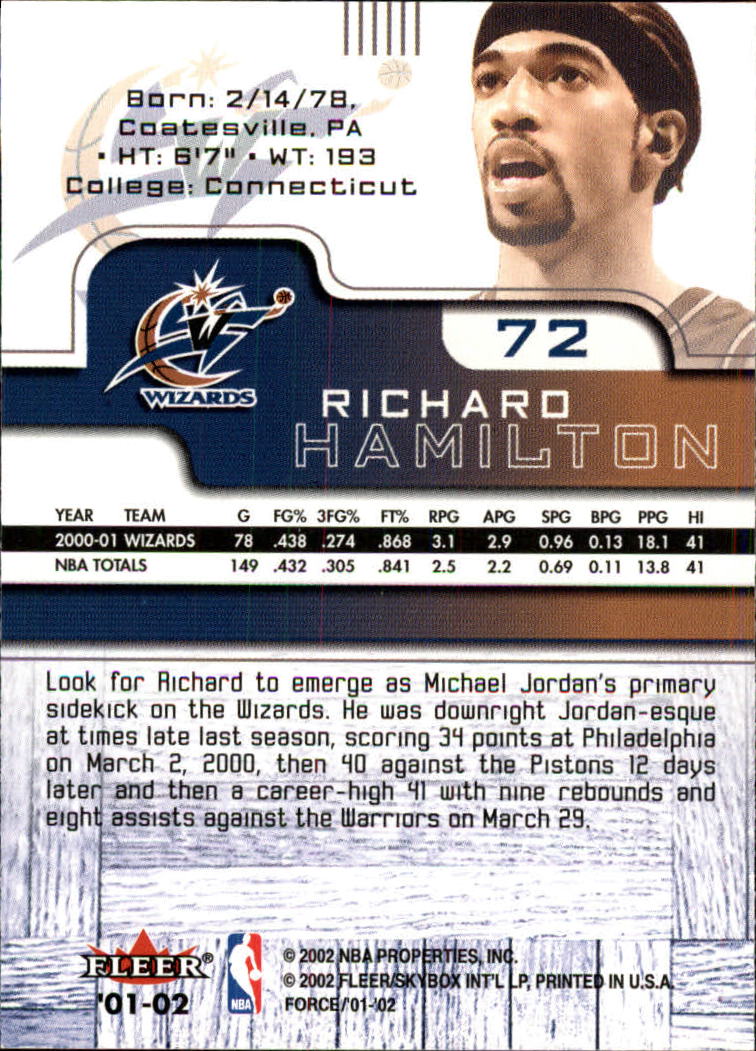 Born: 2/14/78,
Coatesville, PA
• HT: 6'7" • WT: 193
College: Connecticut
72
WIZARDS
RICHARD
HAMILTON
YEAR TEAM G FG% 3FG% FT% RPG APG SPG BPG PPG HI
2000-01 WIZARDS 78 .438 .274 .868 3.1 2.9 0.96 0.13 18.1 41
NBA TOTALS 149 .432 .305 .841 2.5 2.2 0.69 0.11 13.8 41
Look for Richard to emerge as Michael Jordan's primary
sidekick on the Wizards. He was downright Jordan-esque
at times late last season, scoring 34 points at Philadelphia
on March 2, 2000, then 40 against the Pistons 12 days
later and then a career-high 41 with nine rebounds and
eight assists against the Warriors on March 29.
FLEER®
'01-02
NBA
© 2002 NBA PROPERTIES, INC.
© 2002 FLEER/SKYBOX INT'L LP, PRINTED IN U.S.A.
FORCE/'01-'02